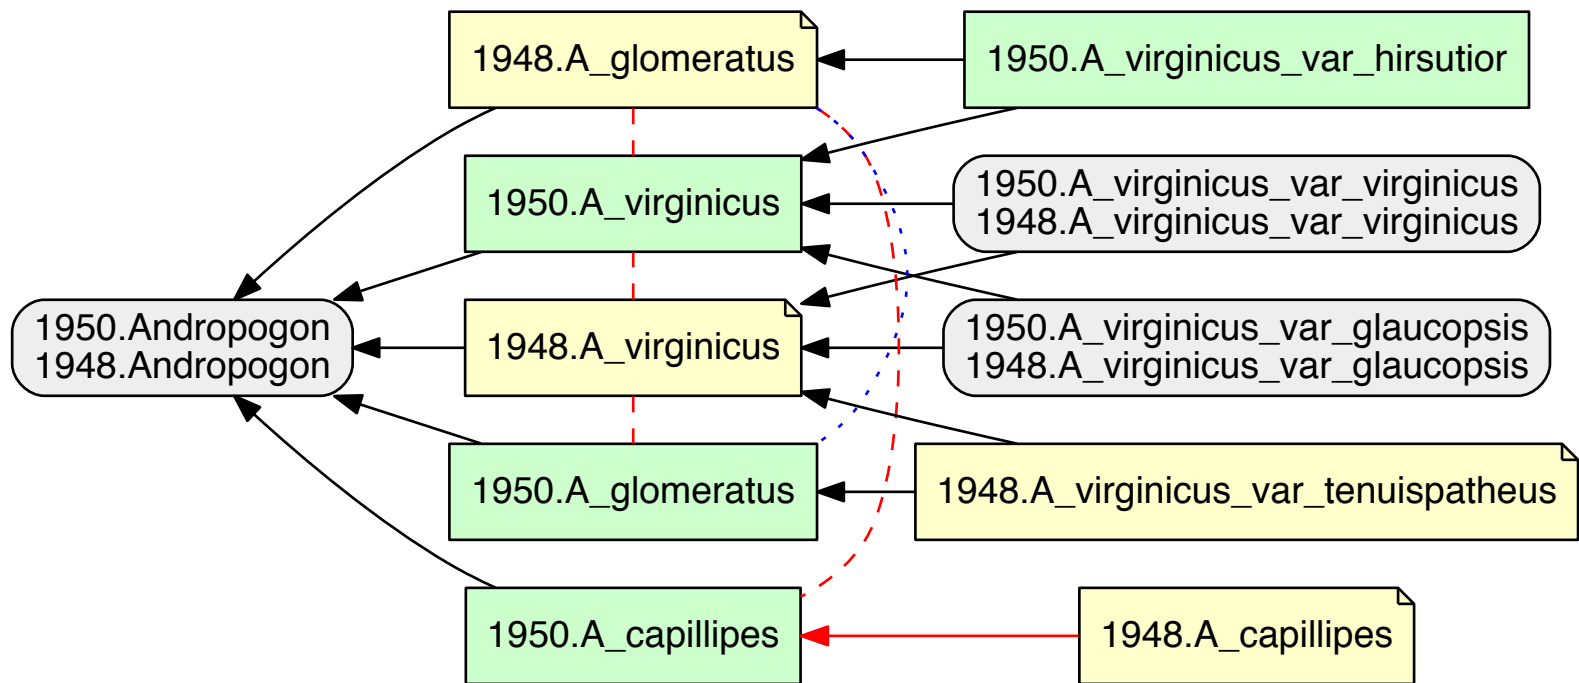 1948.A_glomeratus
1950.A_virginicus_var_hirsutior
1950.A_virginicus
1950.A_virginicus_var_virginicus
1948.A_virginicus_var_virginicus
1950.Andropogon
1948.Andropogon
1948.A_virginicus
1950.A_virginicus_var_glaucopsis
1948.A_virginicus_var_glaucopsis
1950.A_glomeratus
1948.A_virginicus_var_tenuispatheus
1950.A_capillipes
1948.A_capillipes